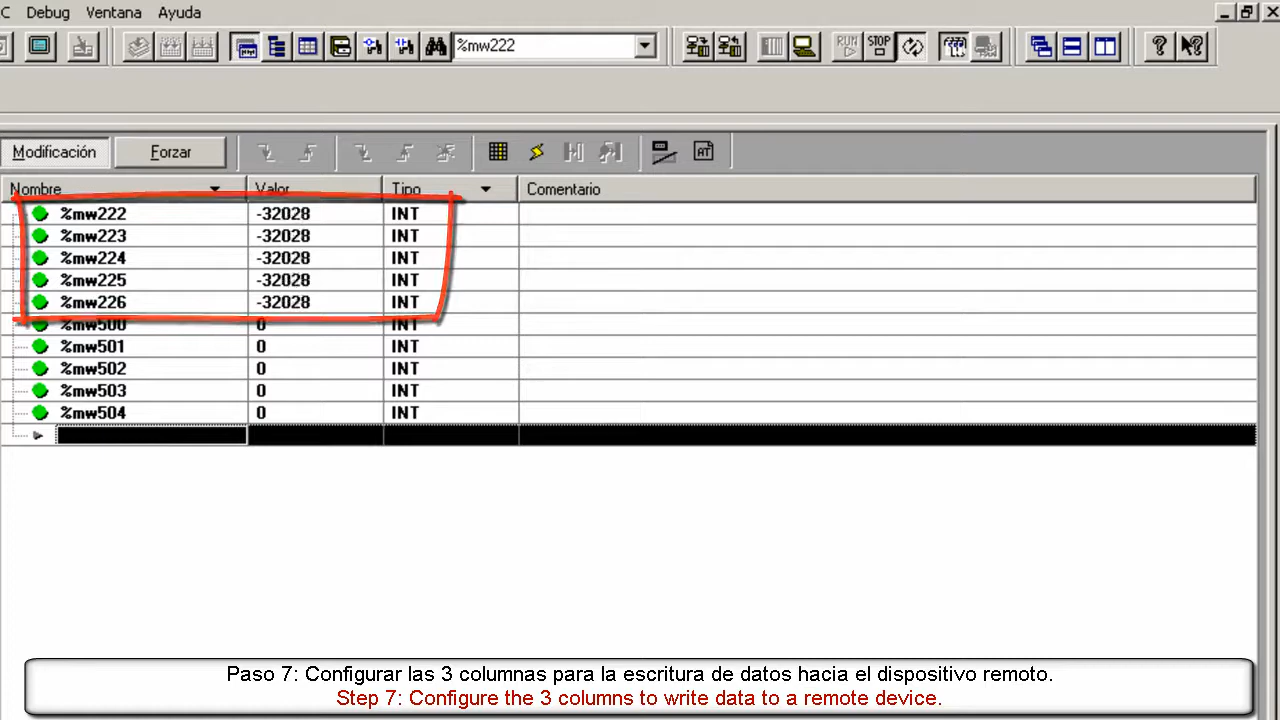 C Debug Ventana Ayuda
%mw222
RUN STOP
Modificación Forzar
AT
Nombre Valor Tipo Comentario
%mw222 -32028 INT
%mw223 -32028 INT
%mw224 -32028 INT
%mw225 -32028 INT
%mw226 -32028 INT
%mw500 0 INT
%mw501 0 INT
%mw502 0 INT
%mw503 0 INT
%mw504 0 INT
Paso 7: Configurar las 3 columnas para la escritura de datos hacia el dispositivo remoto.
Step 7: Configure the 3 columns to write data to a remote device.